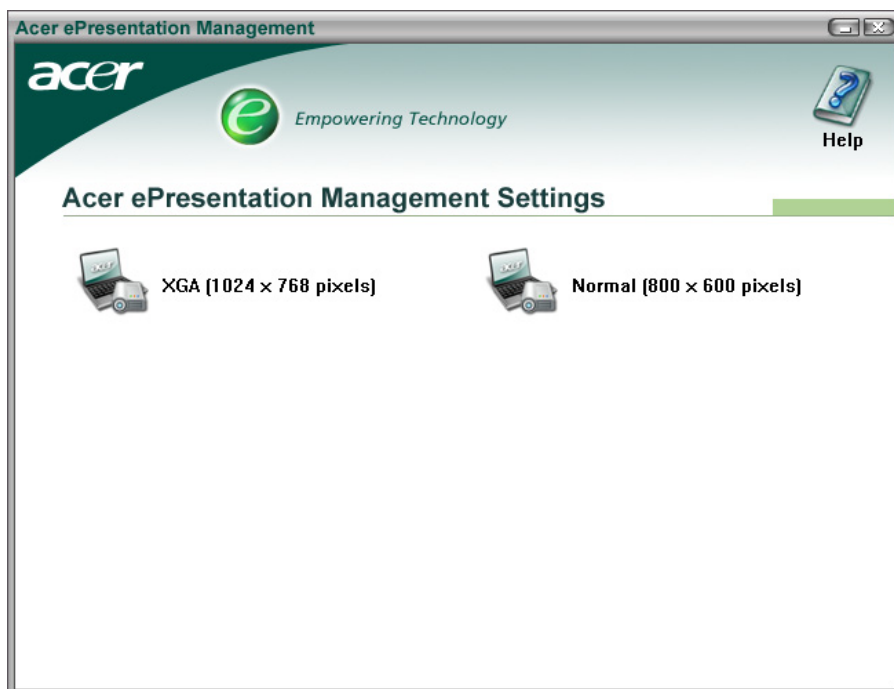 Acer ePresentation Management
acer
e Empowering Technology
Help
Acer ePresentation Management Settings
XGA (1024 x 768 pixels)
Normal (800 x 600 pixels)